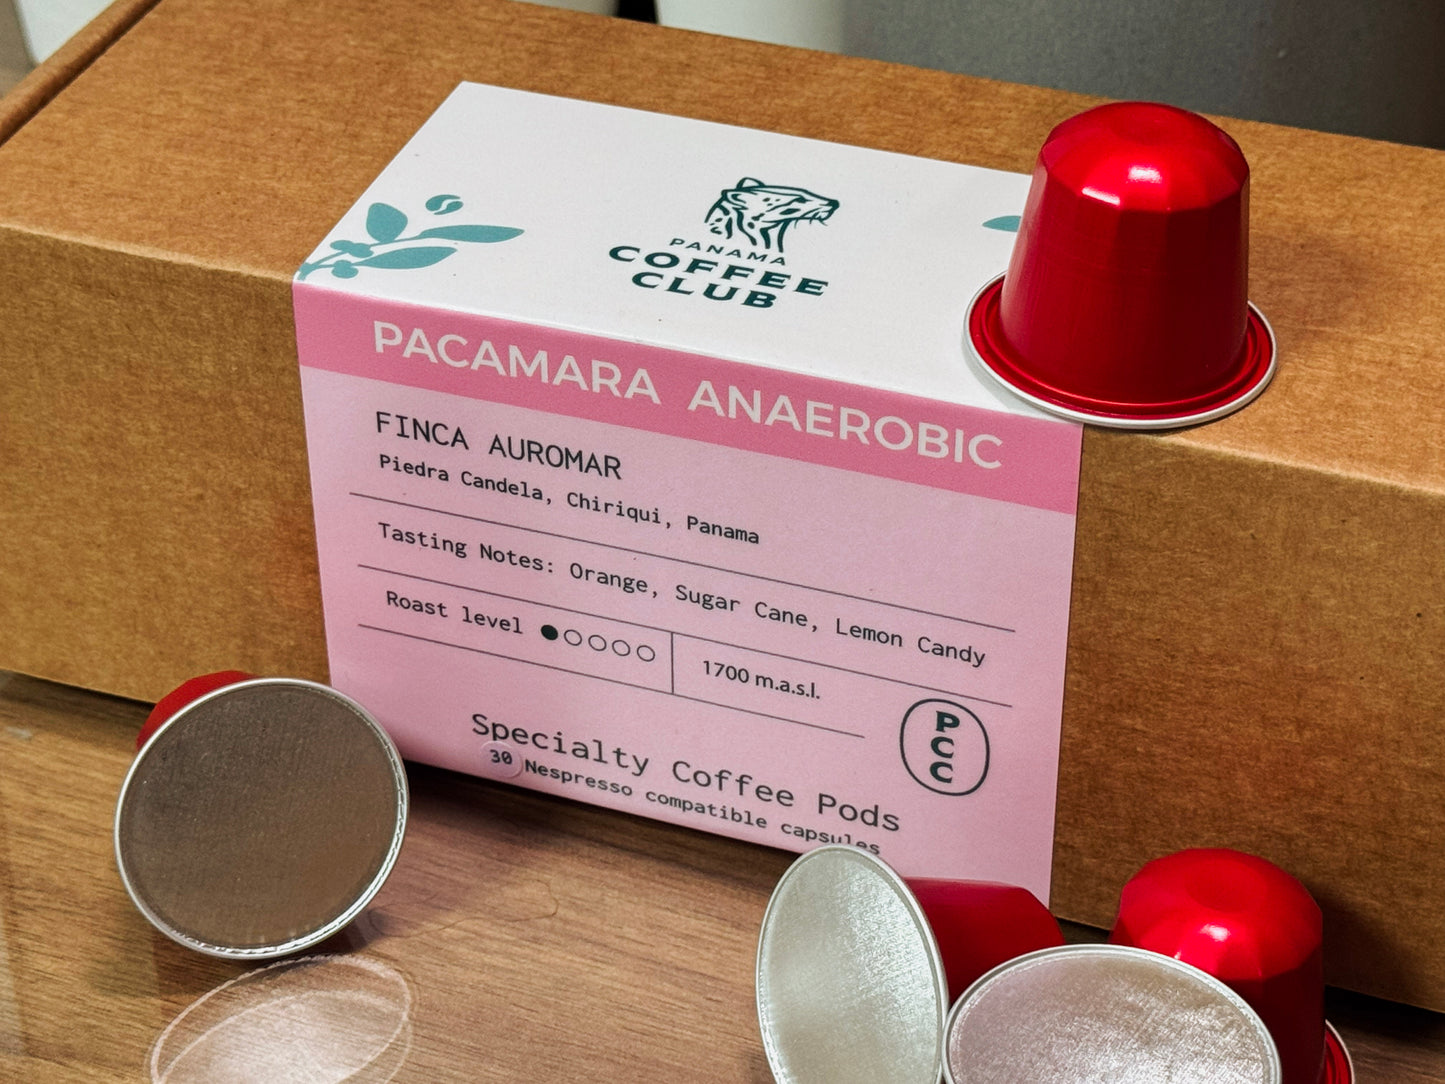 PANAMA
COFFEE
CLUB
PACAMARA ANAEROBIC
FINCA AUROMAR
Piedra Candela, Chiriqui, Panama
Tasting Notes: Orange, Sugar Cane, Lemon Candy
Roast level
1700 m.a.s.l.
PCC
Specialty Coffee Pods
30 Nespresso compatible capsules